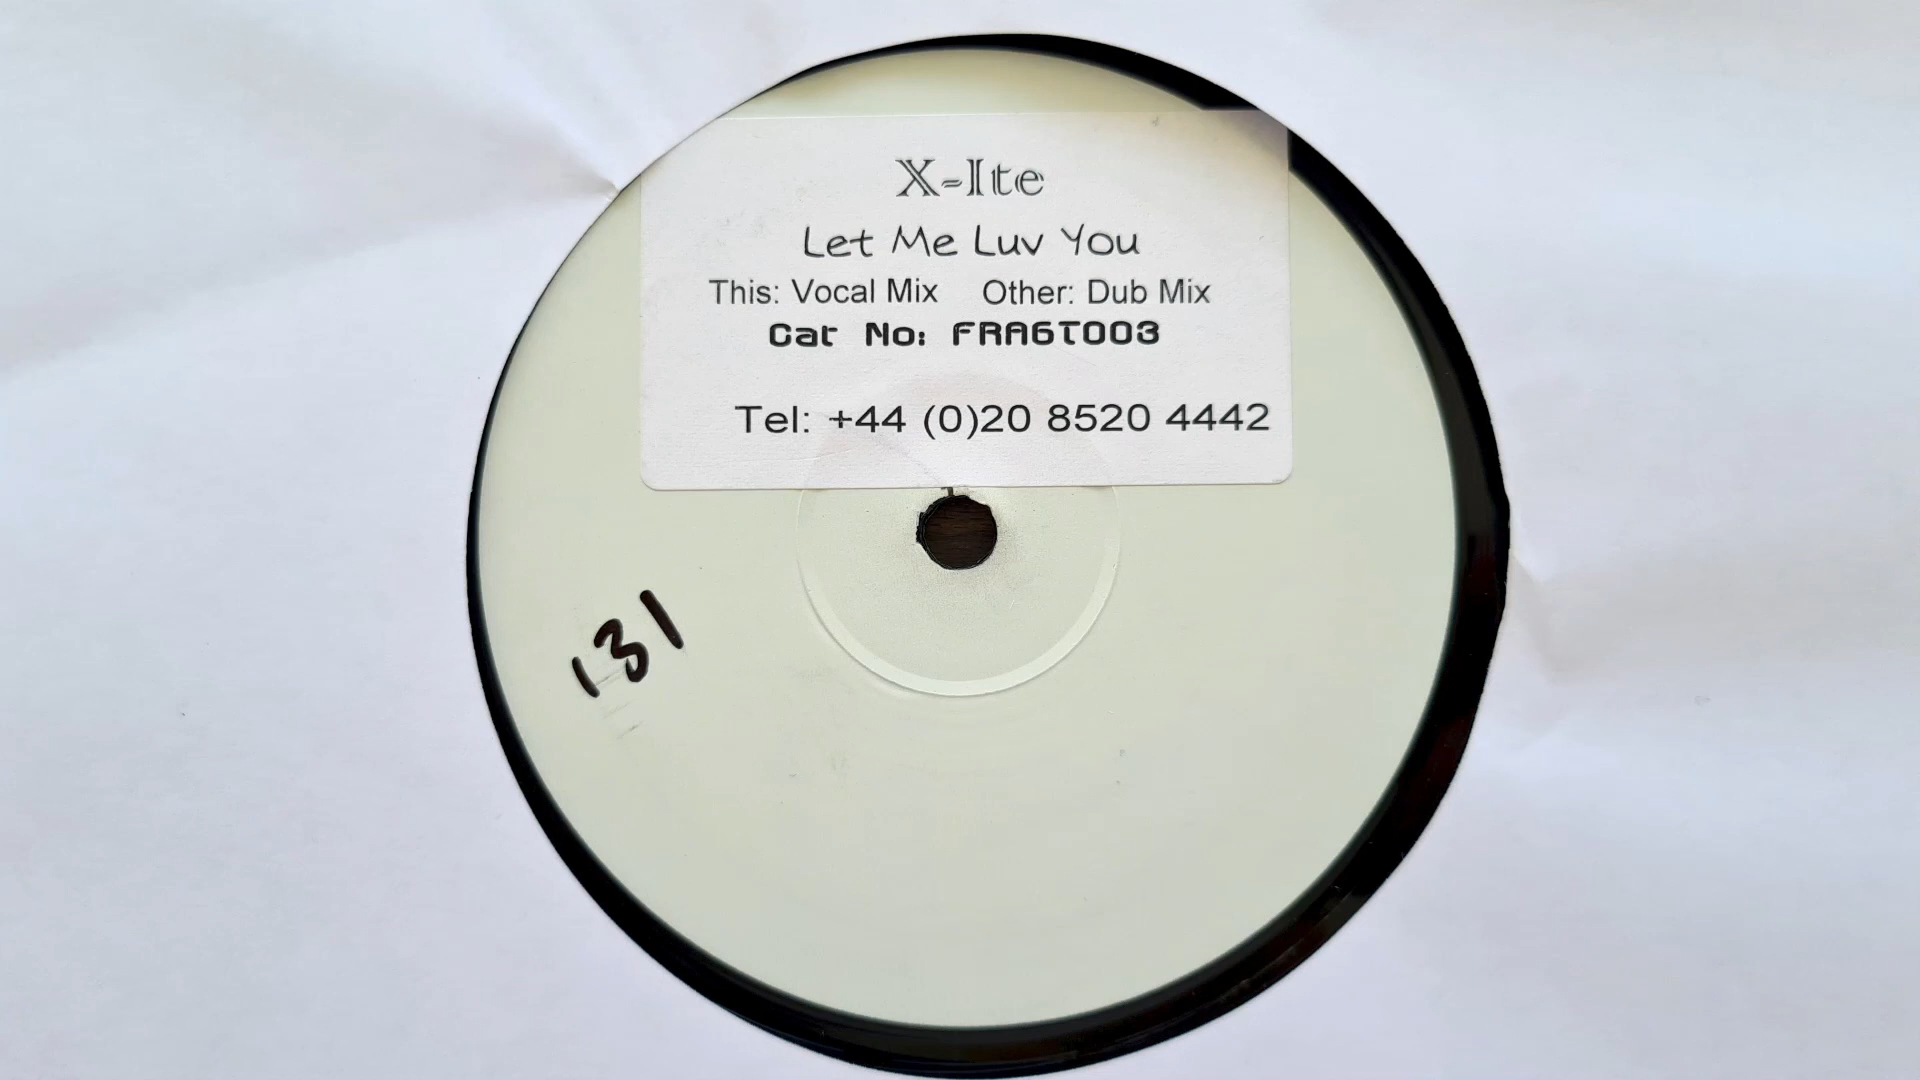 X-Ite
Let Me Luv You
This: Vocal Mix Other: Dub Mix
Cat No: FRAGT003
Tel: +44 (0)20 8520 4442
131